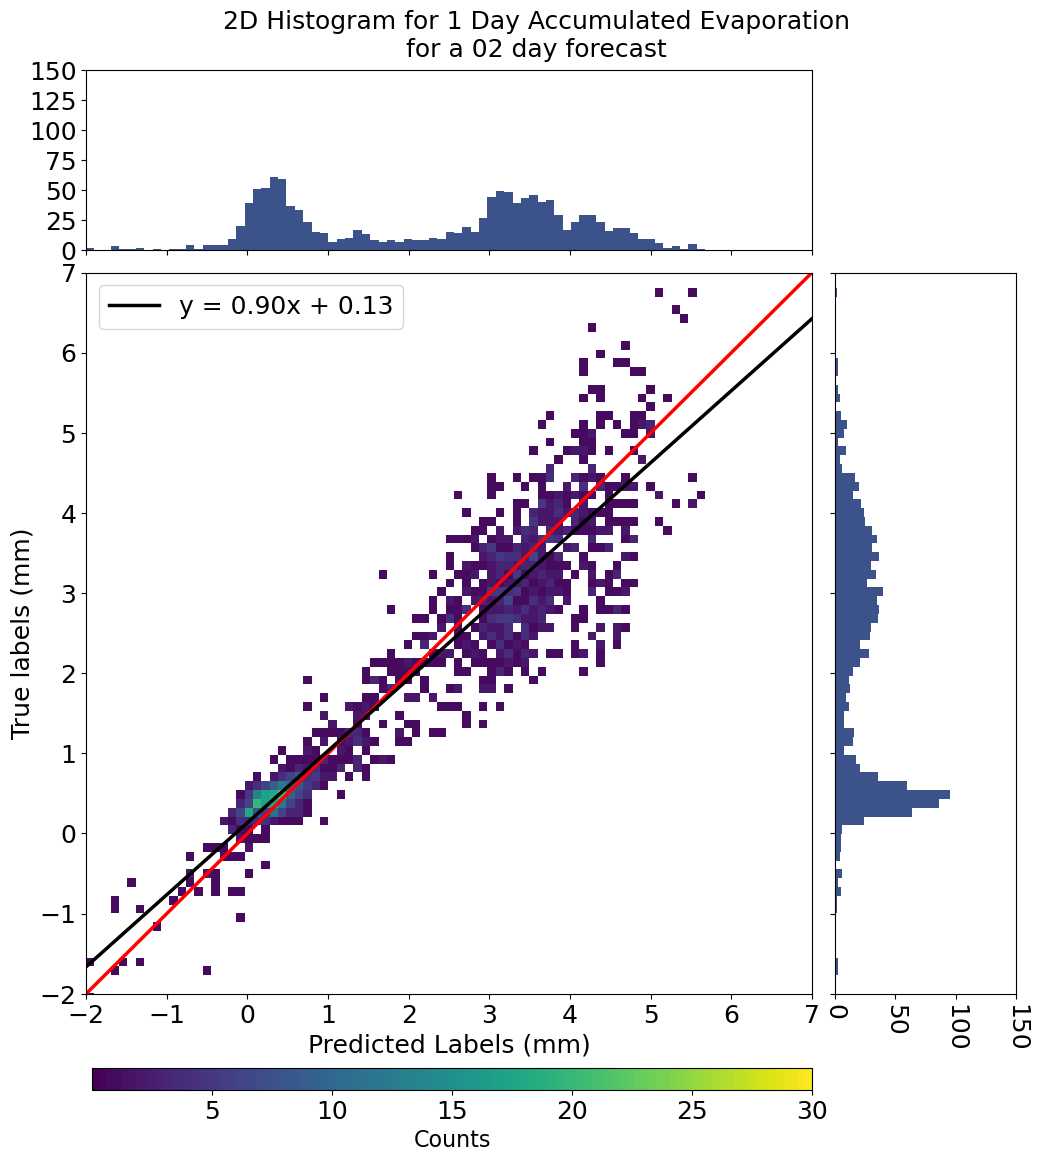 2D Histogram for 1 Day Accumulated Evaporation
for a 02 day forecast
150
125
100
75
50
25
0
7
6
5
4
3
2
1
0
−1
−2
True labels (mm)
y = 0.90x + 0.13
−2 −1 0 1 2 3 4 5 6 7
Predicted Labels (mm)
0 50 100 150
5 10 15 20 25 30
Counts